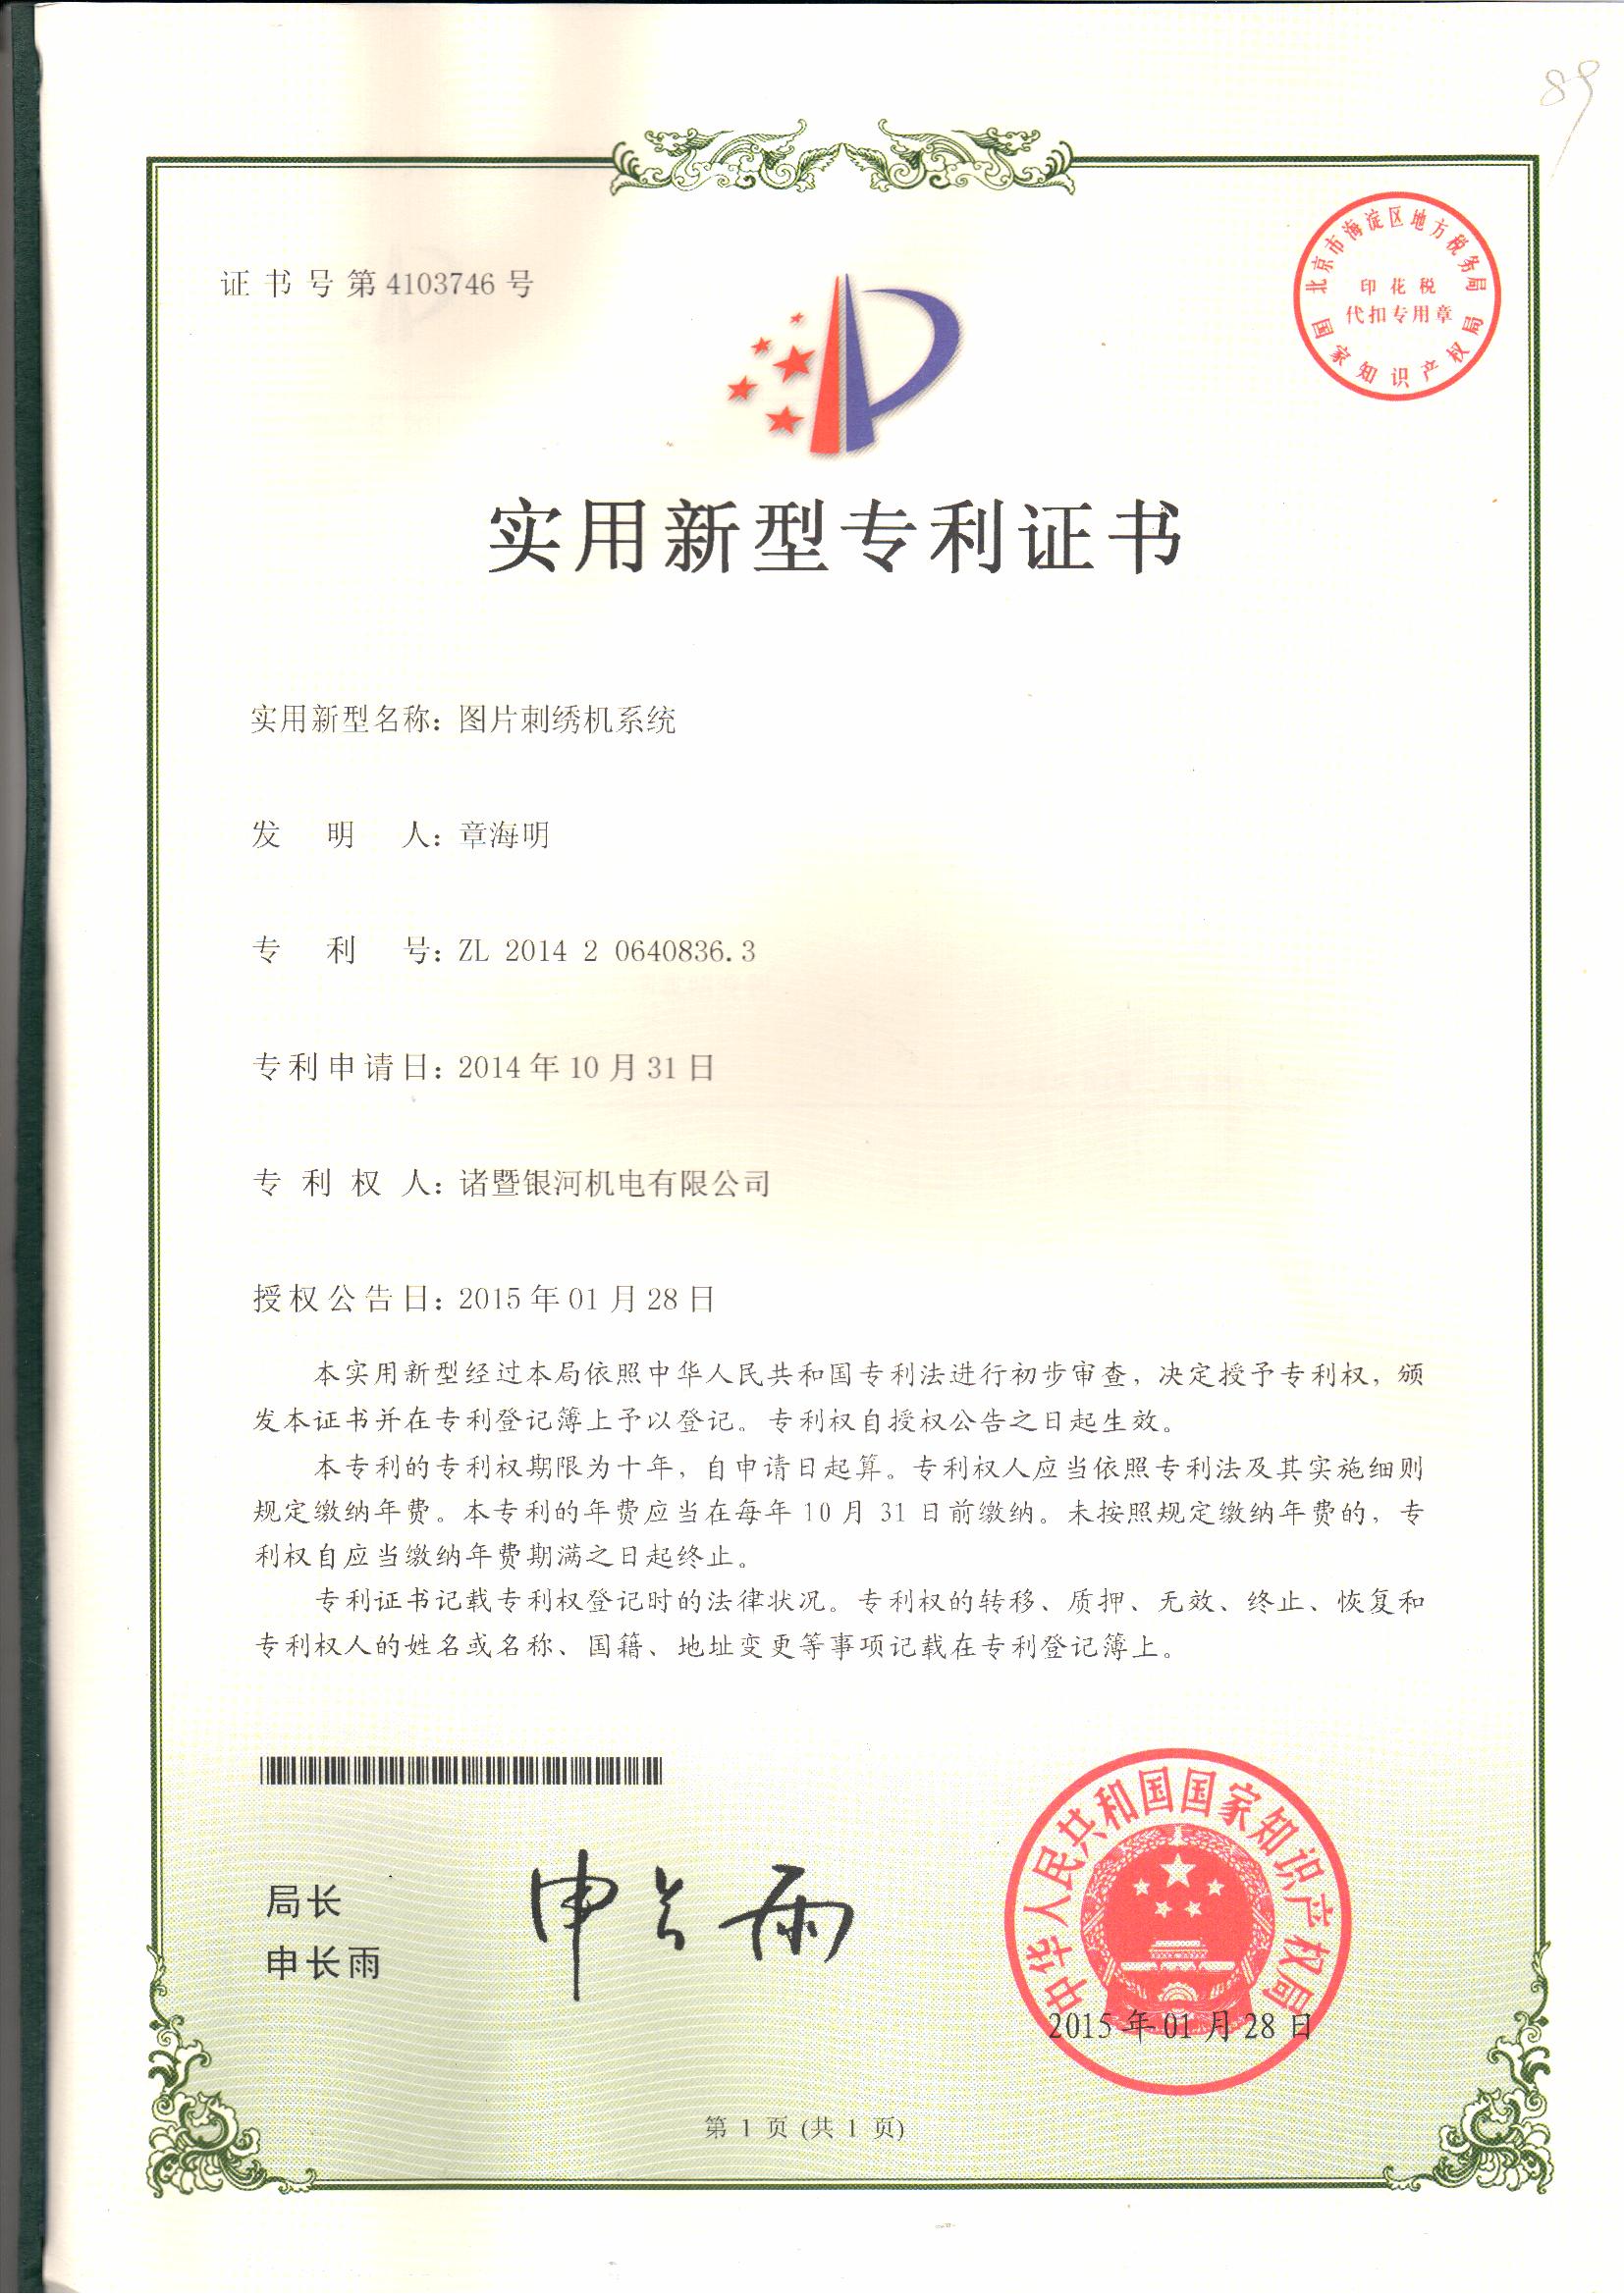 89
北京市海淀区地方税务局
印花税
代扣专用章
国家知识产权局
证书号第4103746号
实用新型专利证书
实用新型名称：图片刺绣机系统
发明人：章海明
专利号：ZL 2014 2 0640836.3
专利申请日：2014年10月31日
专利权人：诸暨银河机电有限公司
授权公告日：2015年01月28日
本实用新型经过本局依照中华人民共和国专利法进行初步审查，决定授予专利权，颁
发本证书并在专利登记簿上予以登记。专利权自授权公告之日起生效。
本专利的专利权期限为十年，自申请日起算。专利权人应当依照专利法及其实施细则
规定缴纳年费。本专利的年费应当在每年10月31日前缴纳。未按照规定缴纳年费的，专
利权自应当缴纳年费期满之日起终止。
专利证书记载专利权登记时的法律状况。专利权的转移、质押、无效、终止、恢复和
专利权人的姓名或名称、国籍、地址变更等事项记载在专利登记簿上。
局长
申长雨
申长雨
中华人民共和国国家知识产权局
2015年01月28日
第 1 页 (共 1 页)